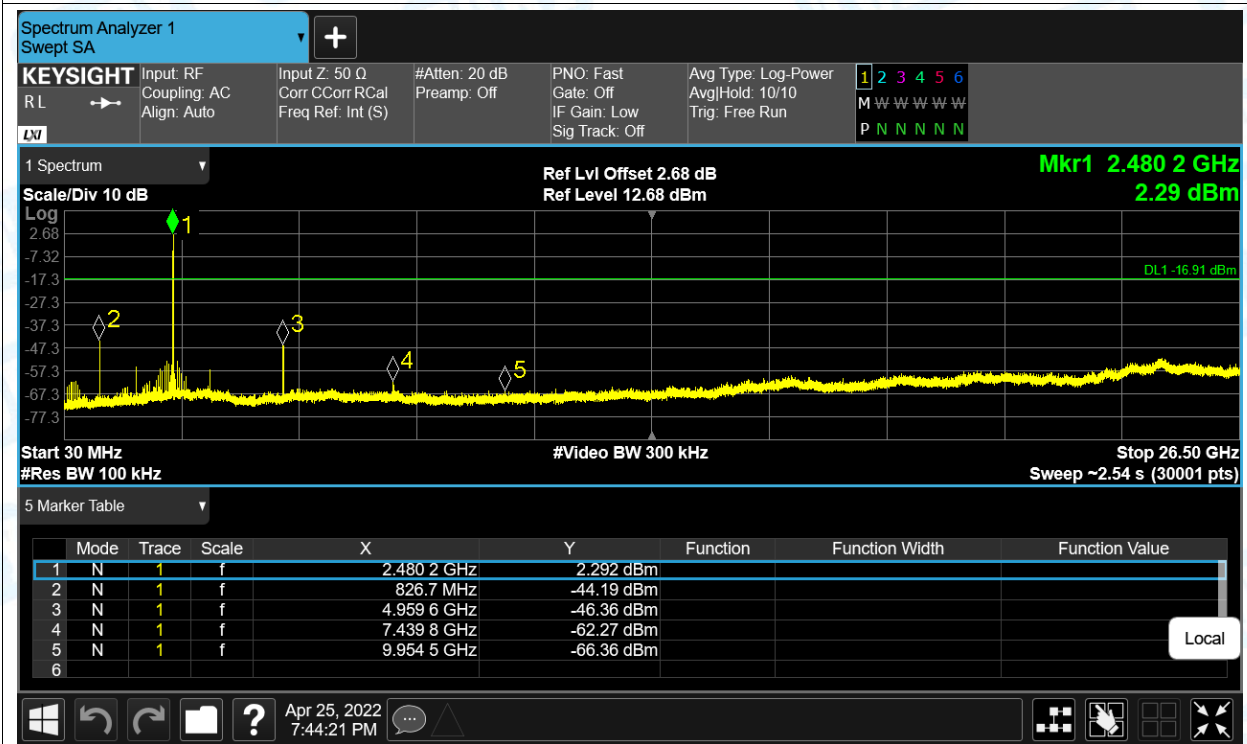 Spectrum Analyzer 1
Swept SA
+
KEYSIGHT
R L
LXI
Input: RF
Coupling: AC
Align: Auto
Input Z: 50 Ω
Corr CCorr RCal
Freq Ref: Int (S)
#Atten: 20 dB
Preamp: Off
PNO: Fast
Gate: Off
IF Gain: Low
Sig Track: Off
Avg Type: Log-Power
Avg|Hold: 10/10
Trig: Free Run
1 2 3 4 5 6
M W W W W W W
P N N N N N N
1 Spectrum
Scale/Div 10 dB
Ref Lvl Offset 2.68 dB
Ref Level 12.68 dBm
Mkr1 2.480 2 GHz
2.29 dBm
Log
2.68
-7.32
-17.3
-27.3
-37.3
-47.3
-57.3
-67.3
-77.3
1
2
3
4
5
DL1 -16.91 dBm
Start 30 MHz
#Video BW 300 kHz
Stop 26.50 GHz
#Res BW 100 kHz
Sweep ~2.54 s (30001 pts)
5 Marker Table
Mode Trace Scale X Y Function Function Width Function Value
1 N 1 f 2.480 2 GHz 2.292 dBm
2 N 1 f 826.7 MHz -44.19 dBm
3 N 1 f 4.959 6 GHz -46.36 dBm
4 N 1 f 7.439 8 GHz -62.27 dBm
5 N 1 f 9.954 5 GHz -66.36 dBm
6
Local
?
Apr 25, 2022
7:44:21 PM